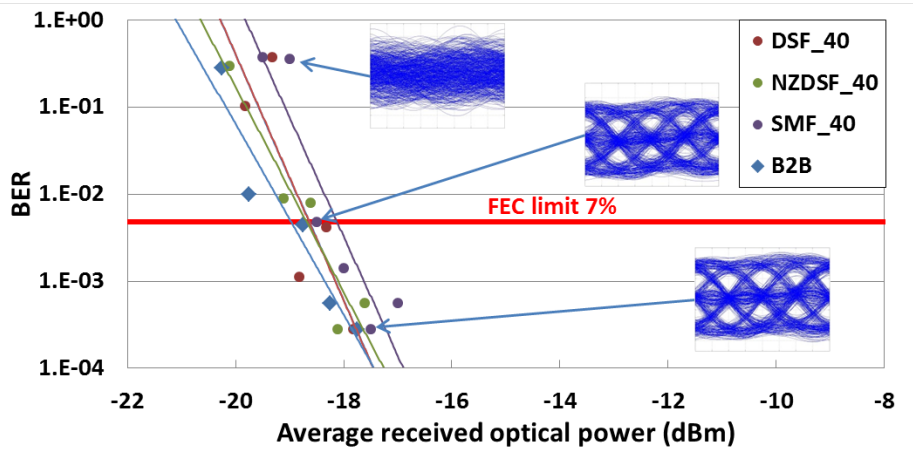 1.E+00
1.E-01
1.E-02
1.E-03
1.E-04
BER
DSF_40
NZDSF_40
SMF_40
B2B
FEC limit 7%
-22
-20
-18
-16
-14
-12
-10
-8
Average received optical power (dBm)